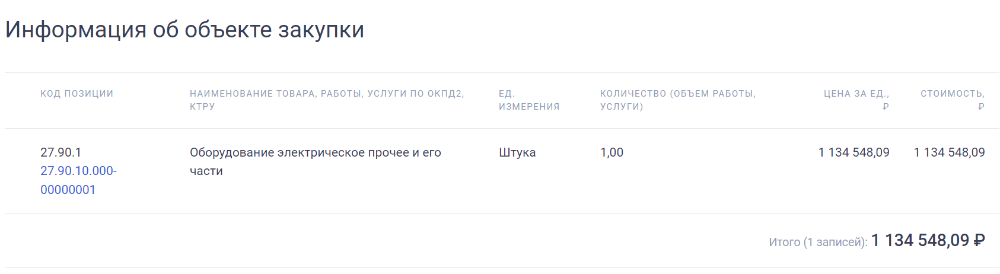 Информация об объекте закупки
КОД ПОЗИЦИИ
НАИМЕНОВАНИЕ ТОВАРА, РАБОТЫ, УСЛУГИ ПО ОКПД2,
КТРУ
ЕД.
ИЗМЕРЕНИЯ
КОЛИЧЕСТВО (ОБЪЕМ РАБОТЫ,
УСЛУГИ)
ЦЕНА ЗА ЕД.,
₽
СТОИМОСТЬ,
₽
27.90.1
27.90.10.000-
00000001
Оборудование электрическое прочее и его
части
Штука
1,00
1 134 548,09
1 134 548,09
Итого (1 записей): 1 134 548,09 ₽